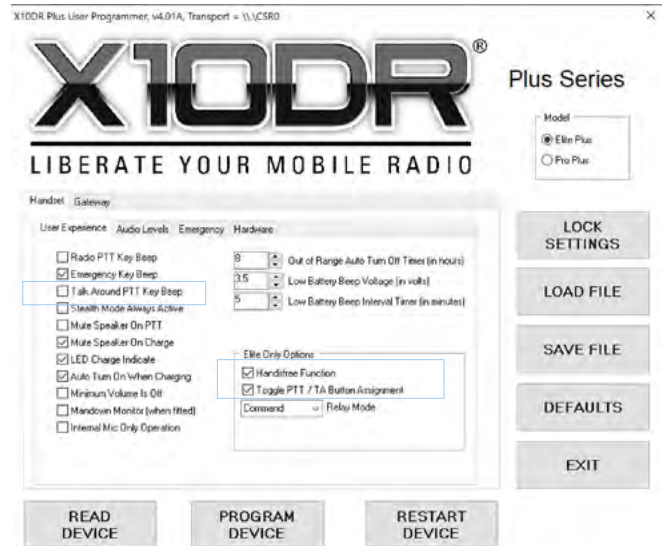 X10DR Plus User Programmer, v4.01A, Transport = \\.\CSR0
X10DR®
Plus Series
LIBERATE YOUR MOBILE RADIO
Model
Elite Plus
Pro Plus
Handset Gateway
User Experience Audio Levels Emergency Hardware
Radio PTT Key Beep
Emergency Key Beep
Talk Around PTT Key Beep
Stealth Mode Always Active
Mute Speaker On PTT
Mute Speaker On Charge
LED Charge Indicate
Auto Turn On When Charging
Minimum Volume Is Off
Mandown Monitor (when fitted)
Internal Mic Only Operation
8 Out of Range Auto Turn Off Timer (in hours)
3.5 Low Battery Beep Voltage (in volts)
5 Low Battery Beep Interval Timer (in minutes)
Elite Only Options
Handsfree Function
Toggle PTT / TA Button Assignment
Command Relay Mode
LOCK
SETTINGS
LOAD FILE
SAVE FILE
DEFAULTS
EXIT
READ
DEVICE
PROGRAM
DEVICE
RESTART
DEVICE